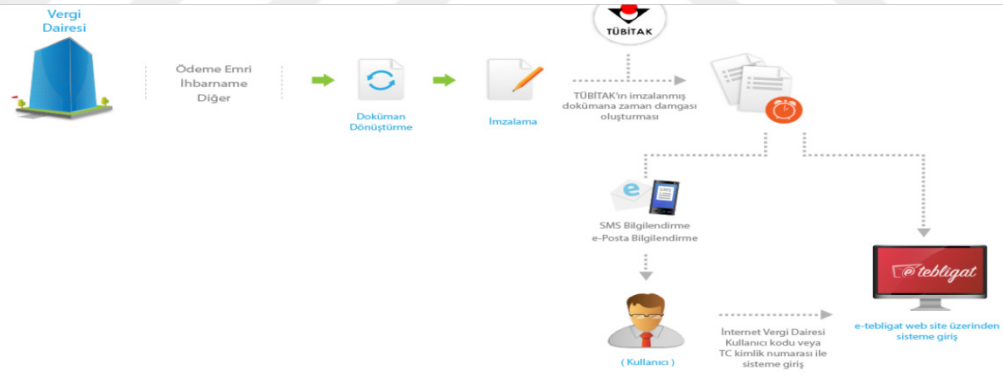 Vergi
Dairesi
Ödeme Emri
İhbarname
Diğer
Doküman
Dönüştürme
İmzalama
TÜBİTAK
TÜBİTAK'ın imzalanmış
dokümana zaman damgası
oluşturması
e
SMS Bilgilendirme
e-Posta Bilgilendirme
( Kullanıcı )
İnternet Vergi Dairesi
Kullanıcı kodu veya
TC kimlik numarası ile
sisteme giriş
e tebligat
e-tebligat web site üzerinden
sisteme giriş